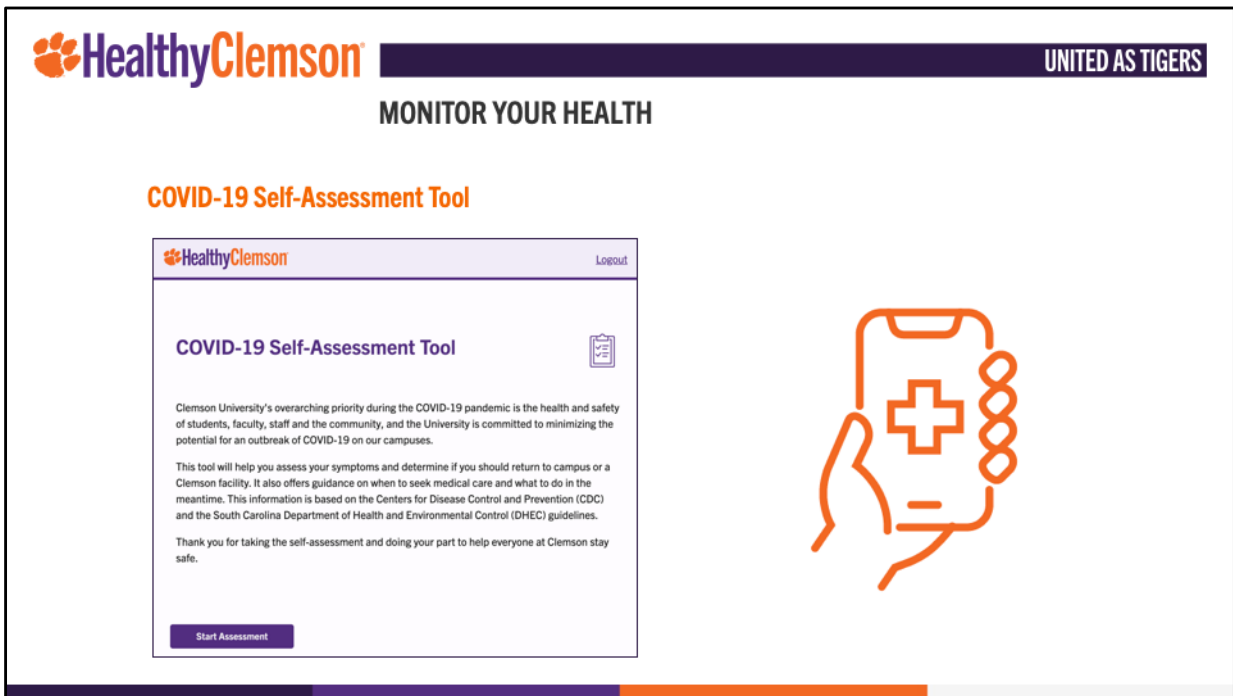 HealthyClemson
UNITED AS TIGERS
MONITOR YOUR HEALTH
COVID-19 Self-Assessment Tool
HealthyClemson
Logout
COVID-19 Self-Assessment Tool
Clemson University's overarching priority during the COVID-19 pandemic is the health and safety
of students, faculty, staff and the community, and the University is committed to minimizing the
potential for an outbreak of COVID-19 on our campuses.
This tool will help you assess your symptoms and determine if you should return to campus or a
Clemson facility. It also offers guidance on when to seek medical care and what to do in the
meantime. This information is based on the Centers for Disease Control and Prevention (CDC)
and the South Carolina Department of Health and Environmental Control (DHEC) guidelines.
Thank you for taking the self-assessment and doing your part to help everyone at Clemson stay
safe.
Start Assessment